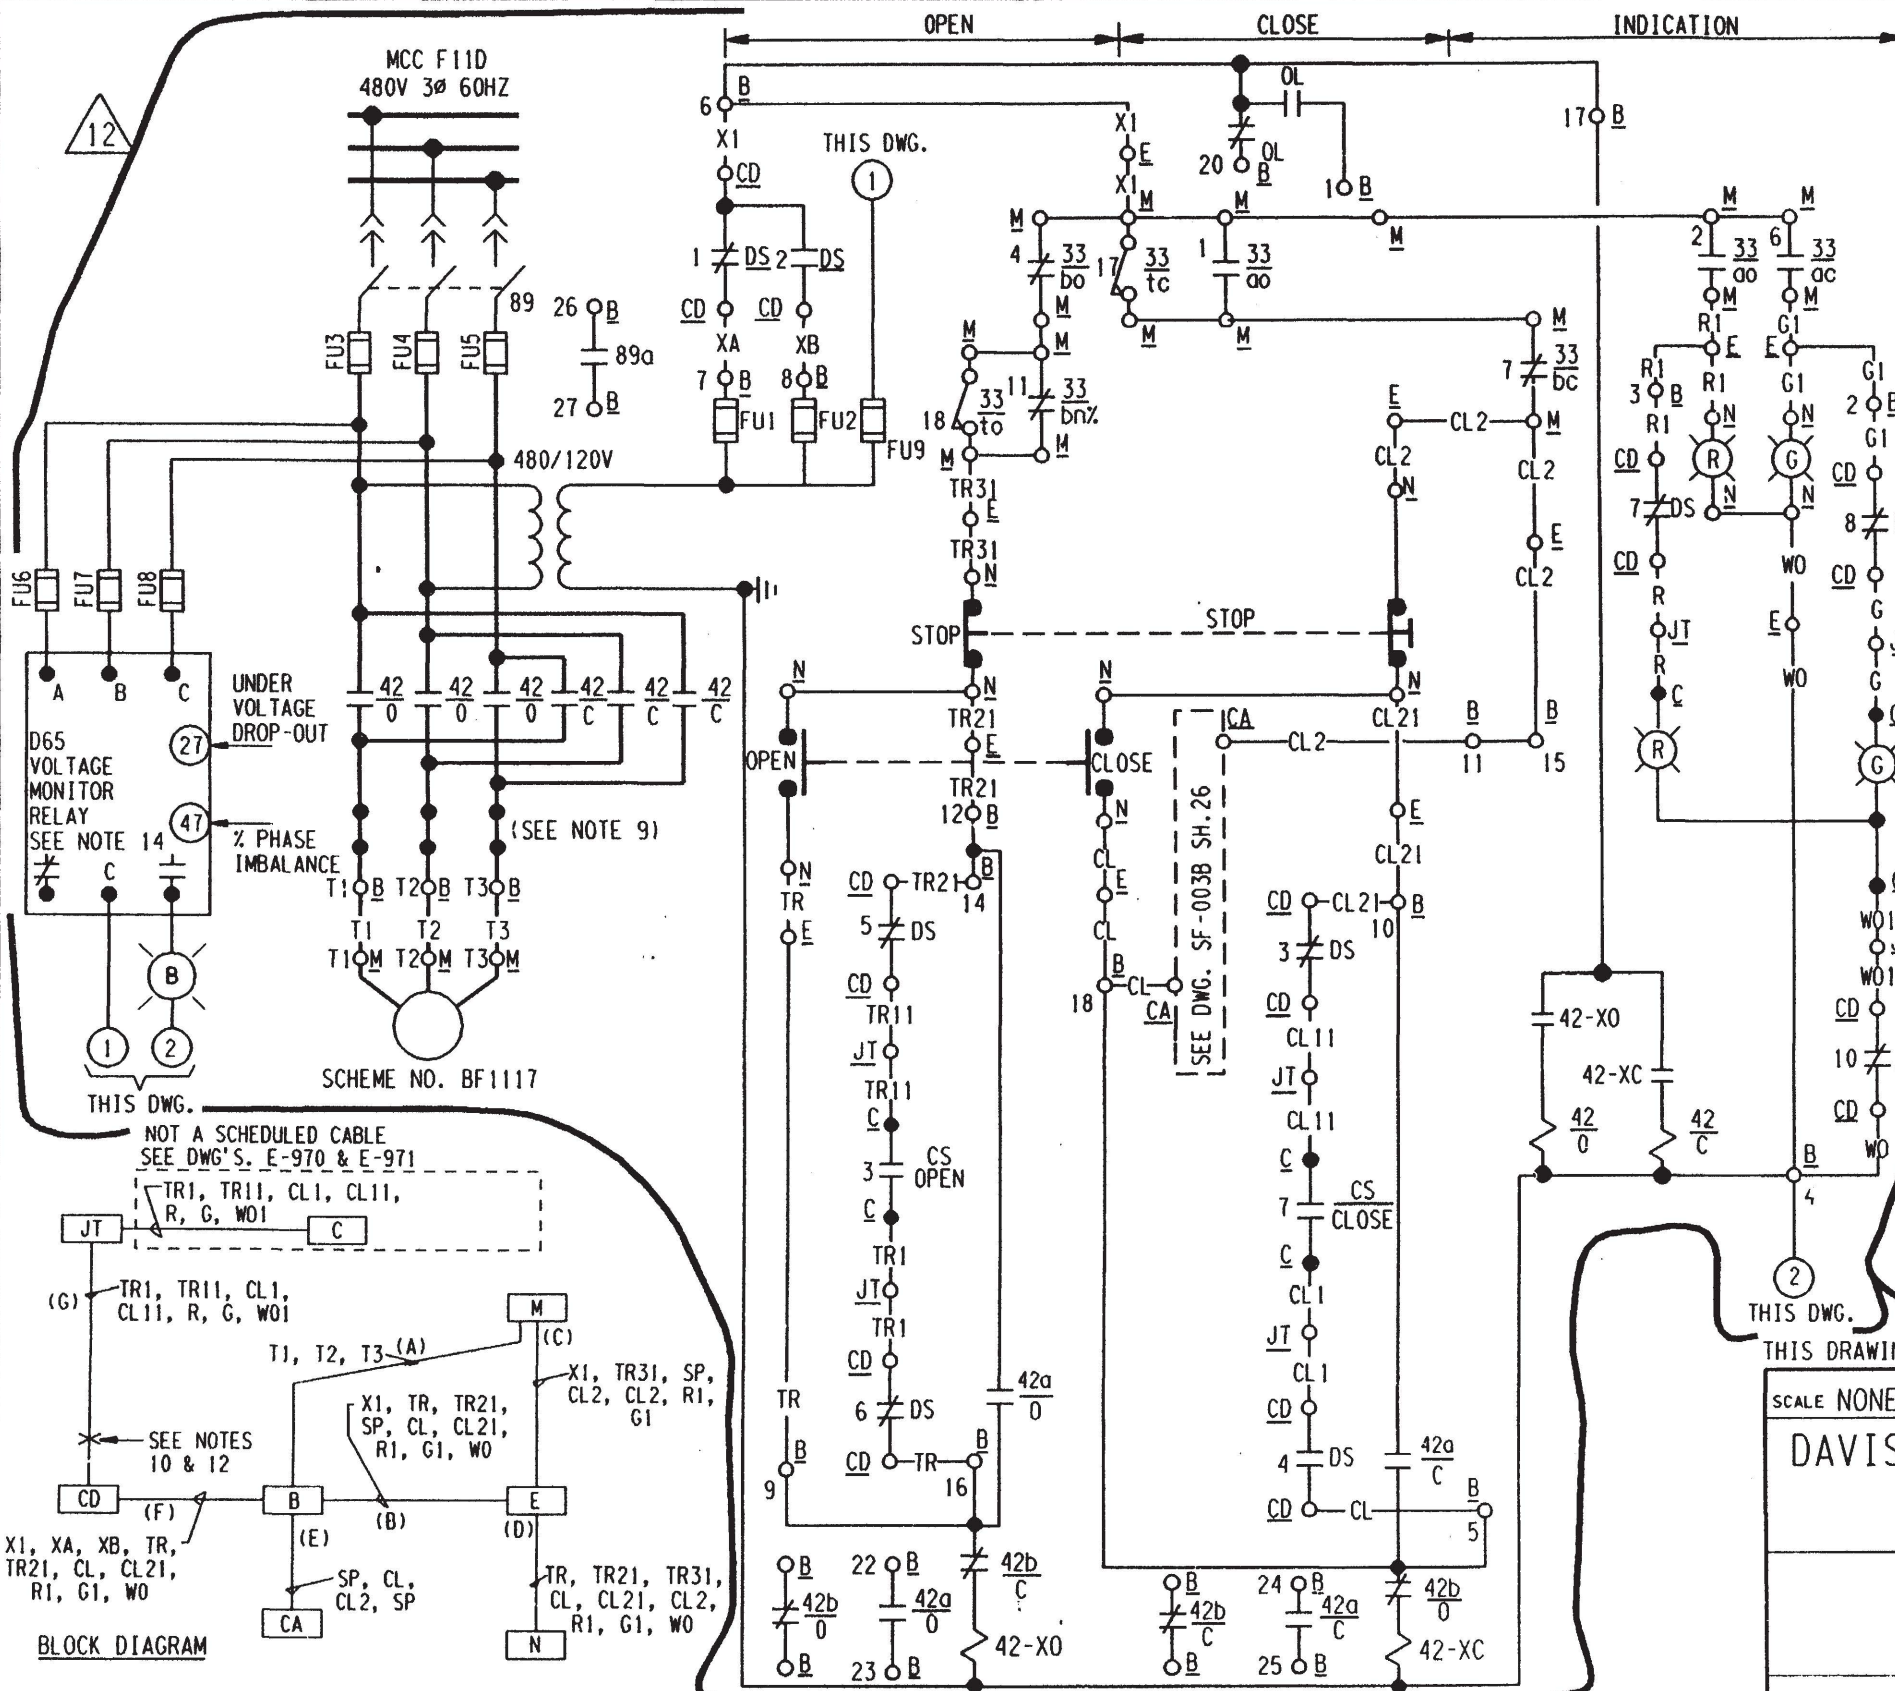 OPEN
CLOSE
INDICATION
MCC F11D
480V 3Ø 60HZ
12
6 B
X1
CD
1 DS 2 DS
CD CD
XA XB
7 B 8 B
FU1 FU2 FU9
THIS DWG.
1
OL
OL
20 B
1 B
17 B
X1
E
X1
M M M M M M
4 33
bo
17 33
tc
1 33
ao
2 33
ao
6 33
ac
M M M M M
M M
R1 G1
E E
R1 G1
R1 G1
3 B N N 2 B
R1 G1
CD R G CD
7 DS N N 8
CD WO CD
R G
JT E
R WO G
C
R G
M M
18 33
to
11 33
bn%
M M
7 33
bc
E CL2 M
CL2 CL2
N E
CL2
TR31
E
TR31
N
FU3 FU4 FU5
89
26 B
89a
27 B
480/120V
FU6 FU7 FU8
A B C
D65
VOLTAGE
MONITOR
RELAY
SEE NOTE 14
C
27
47
UNDER
VOLTAGE
DROP-OUT
% PHASE
IMBALANCE
42
O
42
O
42
O
42
C
42
C
42
C
(SEE NOTE 9)
T1 B T2 B T3 B
T1 T2 T3
T1 M T2 M T3 M
SCHEME NO. BF1117
B
1 2
THIS DWG.
STOP STOP
N N N N
TR21 CL21
E
OPEN CLOSE
TR21
12 B
CA
CL2
B B
11 15
N
N
TR
E
CD TR21 B
14
5 DS
CD
TR11
JT
TR11
C
3 CS
OPEN
C
TR1
JT
TR1
CD
6 DS
CD TR B
16
42a
O
TR
B
9
CL
E
CL
B
18 CL
CA
SEE DWG. SF-003B SH.26
E
CL21
CD CL21 B
10
3 DS
CD
CL11
JT
CL11
C
7 CS
CLOSE
C
CL1
JT
CL1
CD
4 DS
CD CL B
5
42a
C
42-XO
42-XC
42
O
42
C
B
4
WO1
WO1
CD
10
CD
WO
2
THIS DWG.
B
42b
O
B
22 B
42a
O
23 B
42b
C
42-XO
B
42b
C
B
24 B
42a
C
25 B
42b
O
42-XC
NOT A SCHEDULED CABLE
SEE DWG'S. E-970 & E-971
TR1, TR11, CL1, CL11,
R, G, WO1
JT C
(G) TR1, TR11, CL1,
CL11, R, G, WO1
M
(C)
T1, T2, T3 (A)
X1, TR31, SP,
CL2, CL2, R1,
G1
X1, TR, TR21,
SP, CL, CL21,
R1, G1, WO
SEE NOTES
10 & 12
CD (F) B (B) E
(E) (D)
X1, XA, XB, TR,
TR21, CL, CL21,
R1, G1, WO
SP, CL,
CL2, SP
CA
TR, TR21, TR31,
CL, CL21, CL2,
R1, G1, WO
N
BLOCK DIAGRAM
THIS DRAWIN
SCALE NONE
DAVIS